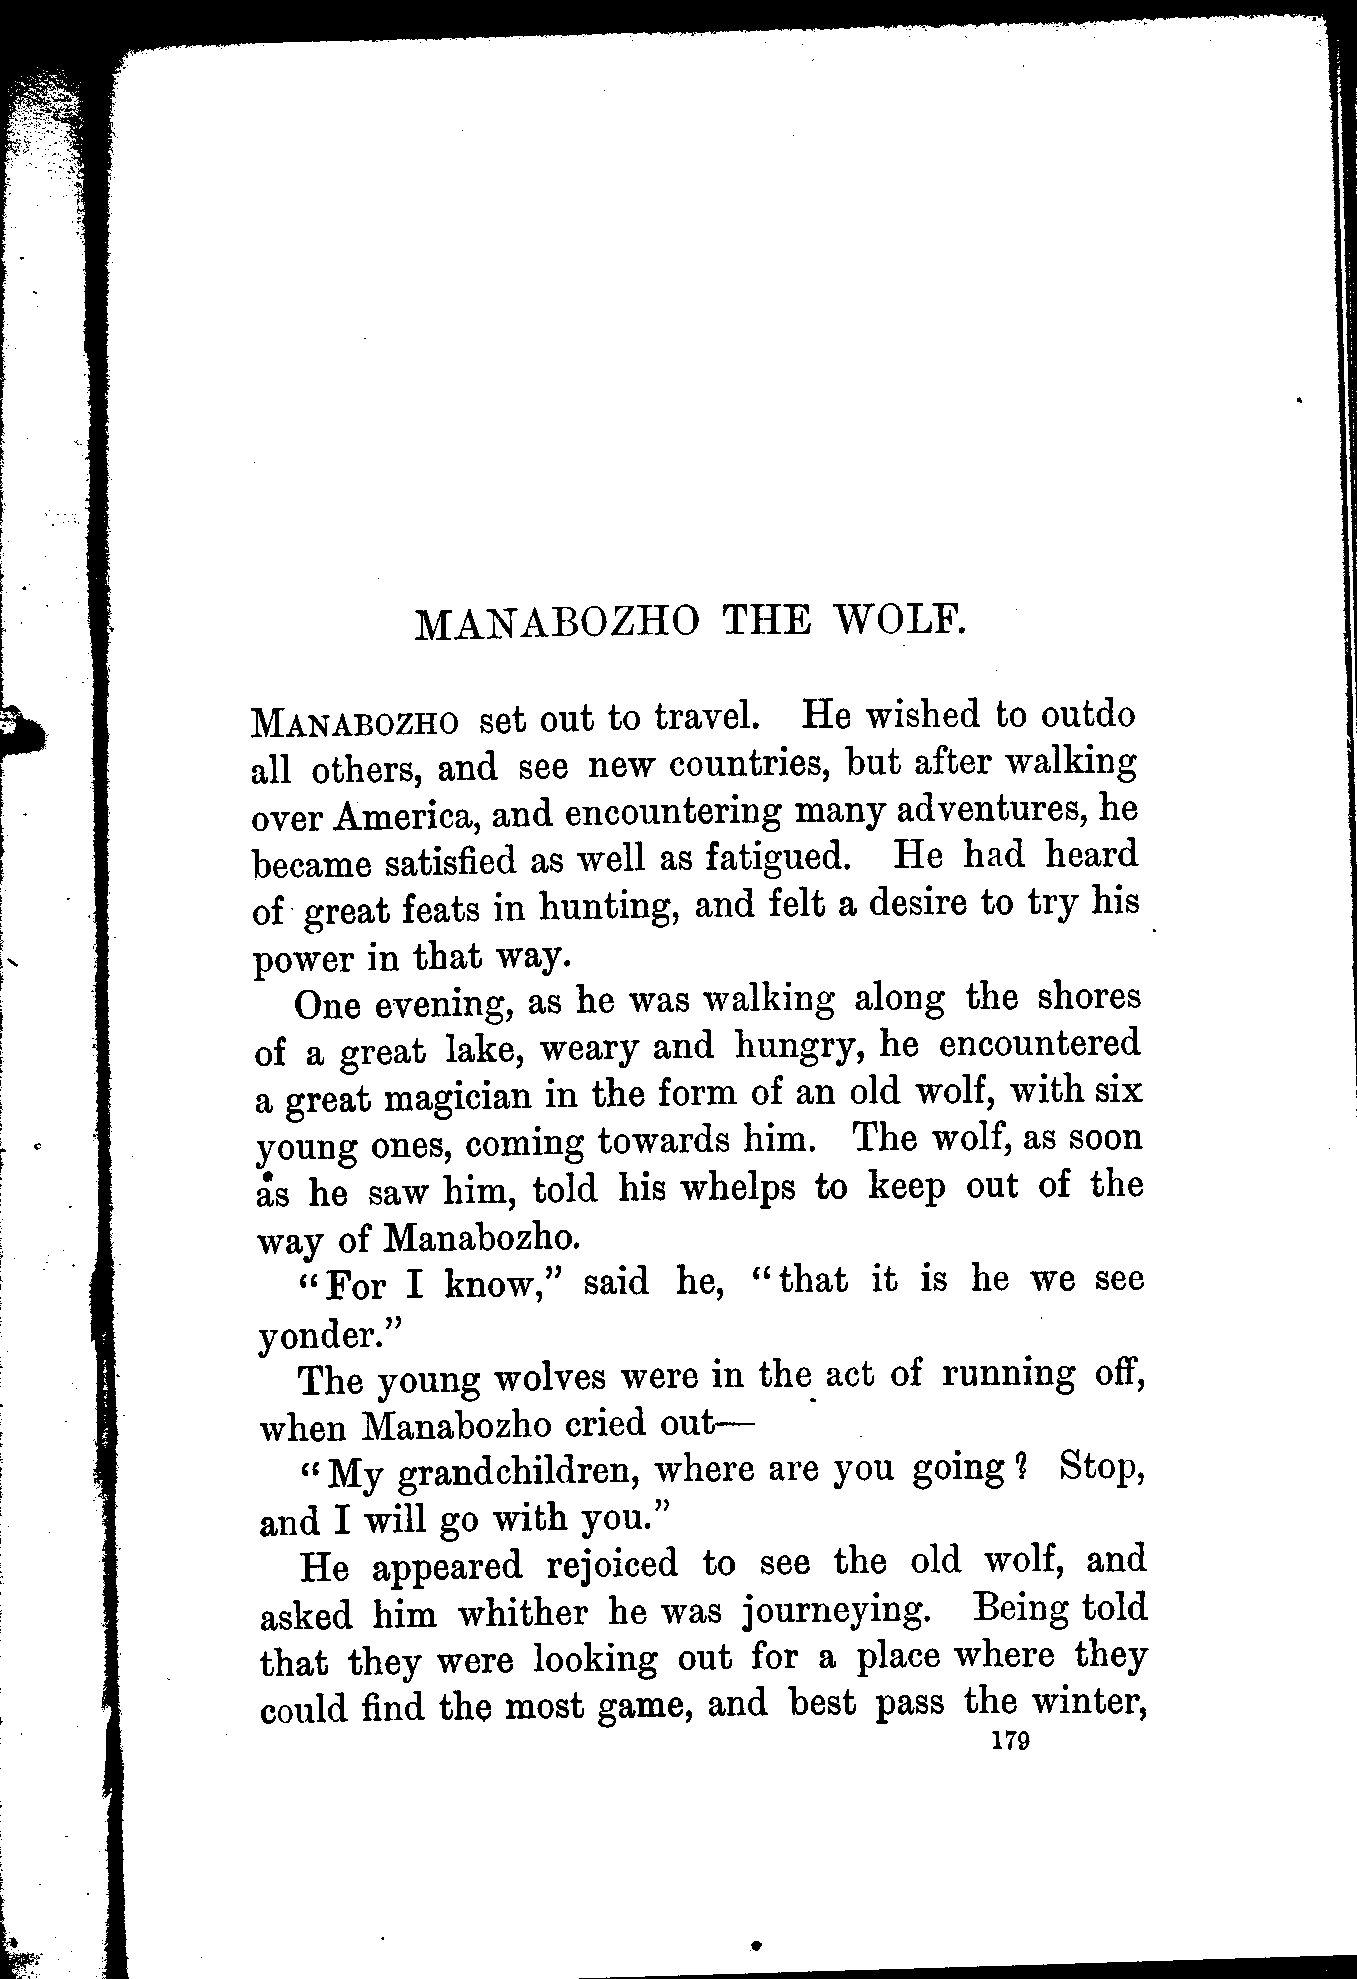 MANABOZHO THE WOLF.
MANABOZHO set out to travel. He wished to outdo
all others, and see new countries, but after walking
over America, and encountering many adventures, he
became satisfied as well as fatigued. He had heard
of great feats in hunting, and felt a desire to try his
power in that way.
One evening, as he was walking along the shores
of a great lake, weary and hungry, he encountered
a great magician in the form of an old wolf, with six
young ones, coming towards him. The wolf, as soon
as he saw him, told his whelps to keep out of the
way of Manabozho.
“For I know,” said he, “that it is he we see
yonder.”
The young wolves were in the act of running off,
when Manabozho cried out—
“My grandchildren, where are you going? Stop,
and I will go with you.”
He appeared rejoiced to see the old wolf, and
asked him whither he was journeying. Being told
that they were looking out for a place where they
could find the most game, and best pass the winter,
179